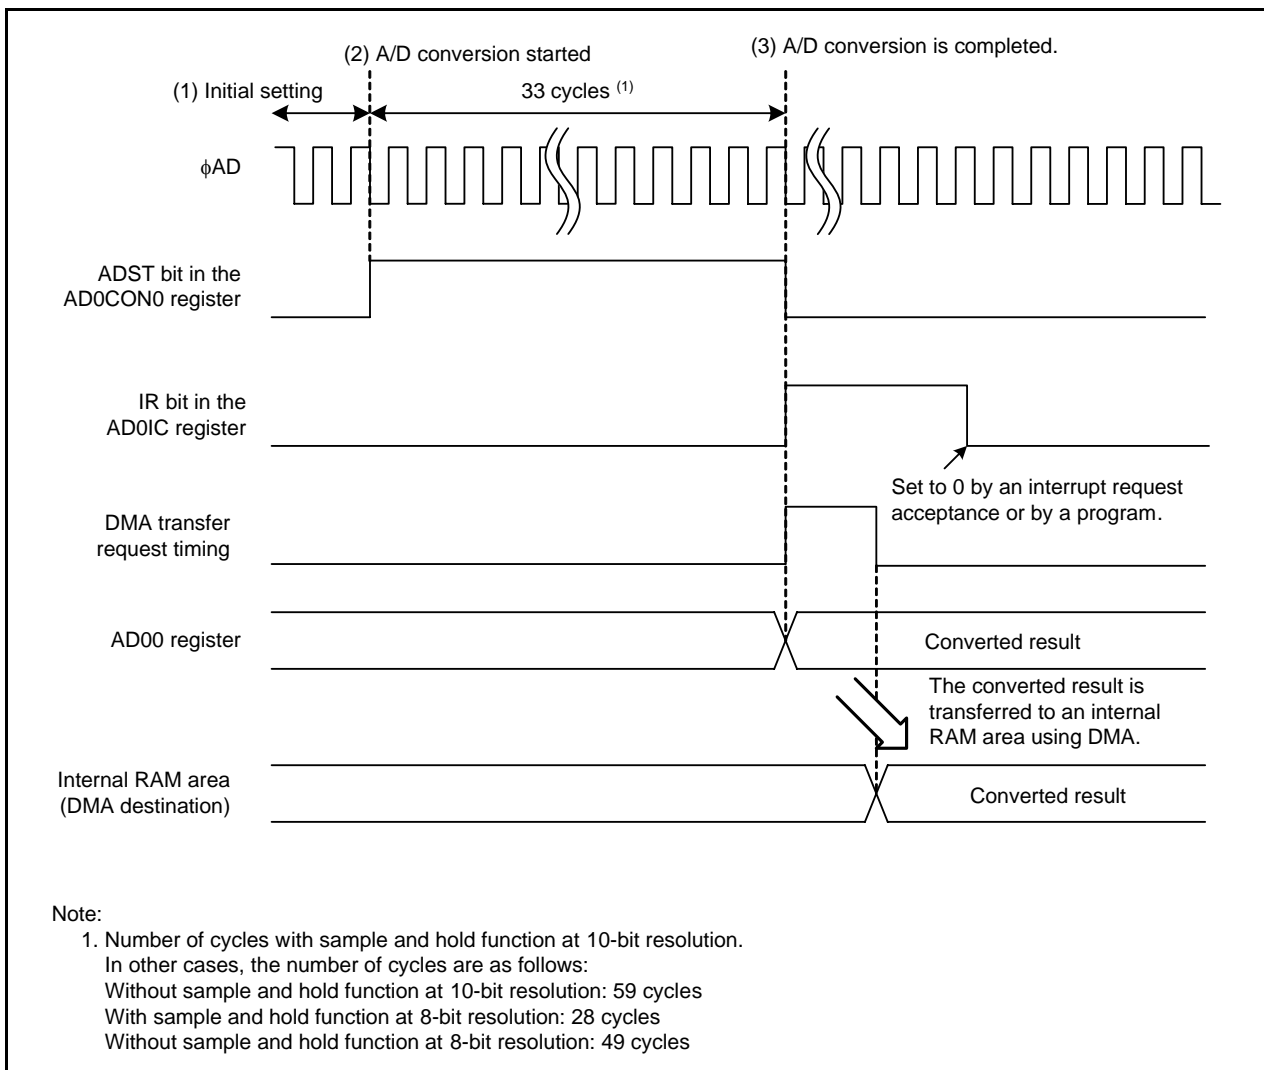 (2) A/D conversion started
(3) A/D conversion is completed.
(1) Initial setting
33 cycles (1)
ϕAD
ADST bit in the
AD0CON0 register
IR bit in the
AD0IC register
Set to 0 by an interrupt request
acceptance or by a program.
DMA transfer
request timing
AD00 register
Converted result
The converted result is
transferred to an internal
RAM area using DMA.
Internal RAM area
(DMA destination)
Converted result
Note:
1. Number of cycles with sample and hold function at 10-bit resolution.
In other cases, the number of cycles are as follows:
Without sample and hold function at 10-bit resolution: 59 cycles
With sample and hold function at 8-bit resolution: 28 cycles
Without sample and hold function at 8-bit resolution: 49 cycles